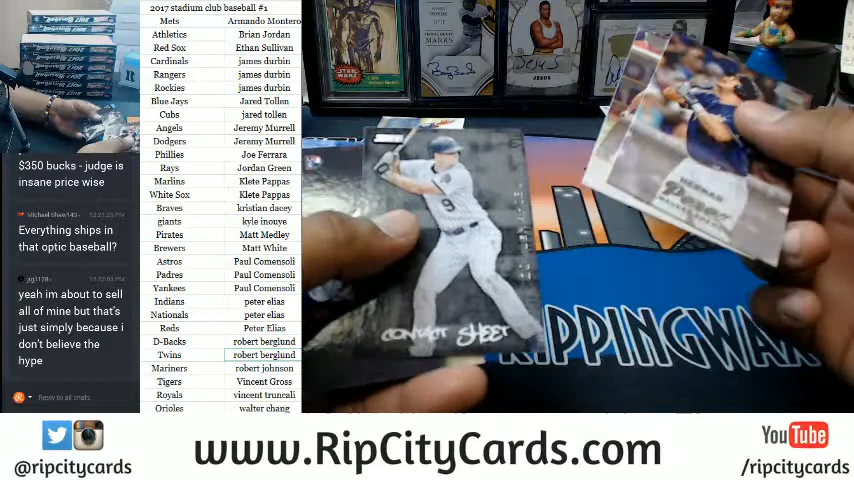 $350 bucks - judge is
insane price wise
Michael Shaw143
Everything ships in
that optic baseball?
yeah im about to sell
all of mine but that's
just simply because i
don't believe the
hype
Reply to all chats
2017 stadium club baseball #1
Mets Armando Montero
Athletics Brian Jordan
Red Sox Ethan Sullivan
Cardinals james durbin
Rangers james durbin
Rockies james durbin
Blue Jays Jared Tollen
Cubs jared tollen
Angels Jeremy Murrell
Dodgers Jeremy Murrell
Phillies Joe Ferrara
Rays Jordan Green
Marlins Klete Pappas
White Sox Klete Pappas
Braves kristian dacey
giants kyle inouye
Pirates Matt Medley
Brewers Matt White
Astros Paul Comensoli
Padres Paul Comensoli
Yankees Paul Comensoli
Indians peter elias
Nationals peter elias
Reds Peter Elias
D-Backs robert berglund
Twins robert berglund
Mariners robert johnson
Tigers Vincent Gross
Royals vincent truncali
Orioles walter chang
STAR WARS
MARKS
9
CONTACT SHEET
RIPPINGWAX
@ripcitycards
www.RipCityCards.com
YouTube
/ripcitycards